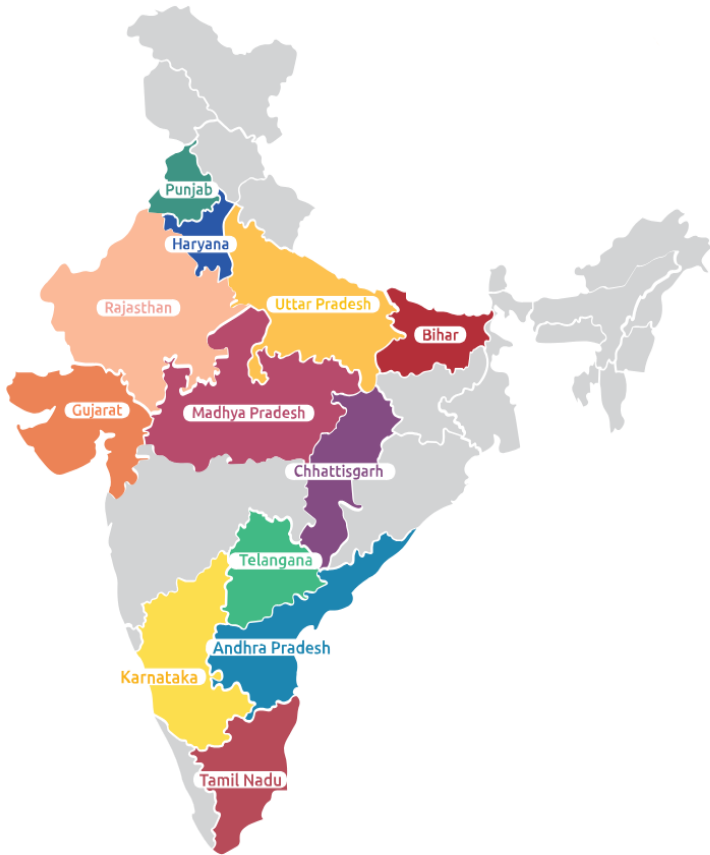 Punjab
Haryana
Rajasthan
Uttar Pradesh
Bihar
Gujarat
Madhya Pradesh
Chhattisgarh
Telangana
Andhra Pradesh
Karnataka
Tamil Nadu